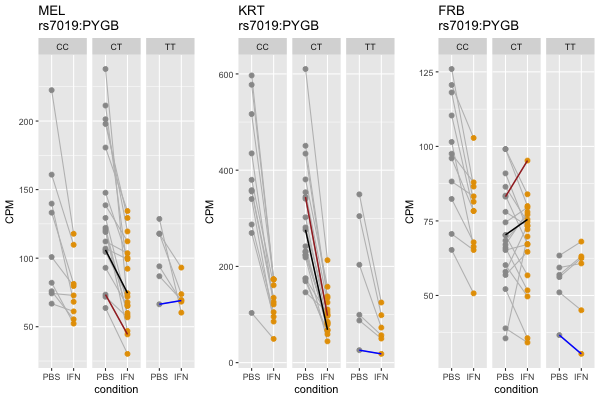 MEL
rs7019:PYGB
CC CT TT
CPM
200
150
100
50
PBS IFN PBS IFN PBS IFN
condition
KRT
rs7019:PYGB
CC CT TT
CPM
600
400
200
0
PBS IFN PBS IFN PBS IFN
condition
FRB
rs7019:PYGB
CC CT TT
CPM
125
100
75
50
PBS IFN PBS IFN PBS IFN
condition